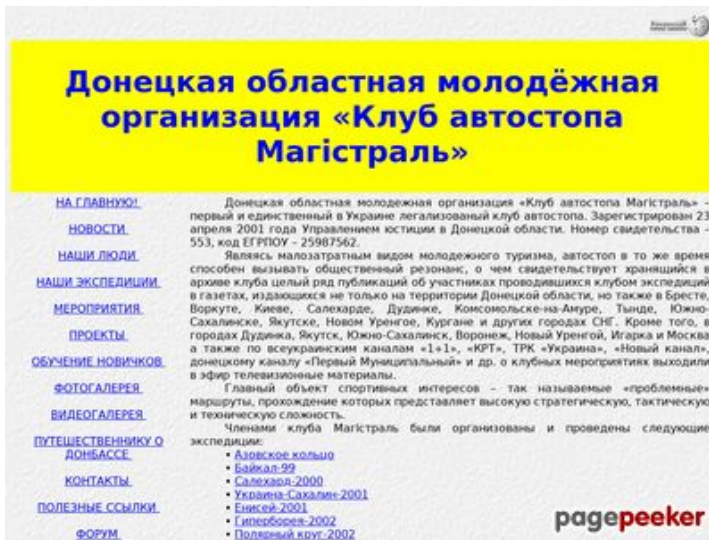 Донецкая областная молодёжная
организация «Клуб автостопа
Магістраль»
НА ГЛАВНУЮ!
НОВОСТИ
НАШИ ЛЮДИ
НАШИ ЭКСПЕДИЦИИ
МЕРОПРИЯТИЯ
ПРОЕКТЫ
ОБУЧЕНИЕ НОВИЧКОВ
ФОТОГАЛЕРЕЯ
ВИДЕОГАЛЕРЕЯ
ПУТЕШЕСТВЕННИКУ О
ДОНБАССЕ
КОНТАКТЫ
ПОЛЕЗНЫЕ ССЫЛКИ
ФОРУМ
Донецкая областная молодежная организация «Клуб автостопа Магістраль» –
первый и единственный в Украине легализованый клуб автостопа. Зарегистрирован 23
апреля 2001 года Управлением юстиции в Донецкой области. Номер свидетельства –
553, код ЕГРПОУ – 25987562.
Являясь малозатратным видом молодежного туризма, автостоп в то же время
способен вызывать общественный резонанс, о чем свидетельствует хранящийся в
архиве клуба целый ряд публикаций об участниках проводившихся клубом экспедиций
в газетах, издающихся не только на территории Донецкой области, но также в Бресте,
Воркуте, Киеве, Салехарде, Дудинке, Комсомольске-на-Амуре, Тынде, Южно-
Сахалинске, Якутске, Новом Уренгое, Кургане и других городах СНГ. Кроме того, в
городах Дудинка, Якутск, Южно-Сахалинск, Воронеж, Новый Уренгой, Игарка и Москва
а также по всеукраинским каналам «1+1», «КРТ», ТРК «Украина», «Новый канал»,
донецкому каналу «Первый Муниципальный» и др. о клубных мероприятиях выходили
в эфир телевизионные материалы.
Главный объект спортивных интересов – так называемые «проблемные»
маршруты, прохождение которых представляет высокую стратегическую, тактическую
и техническую сложность.
Членами клуба Магістраль были организованы и проведены следующие
экспедиции:
• Азовское кольцо
• Байкал-99
• Салехард-2000
• Украина-Сахалин-2001
• Енисей-2001
• Гиперборея-2002
• Полярный круг-2002
pagepeeker